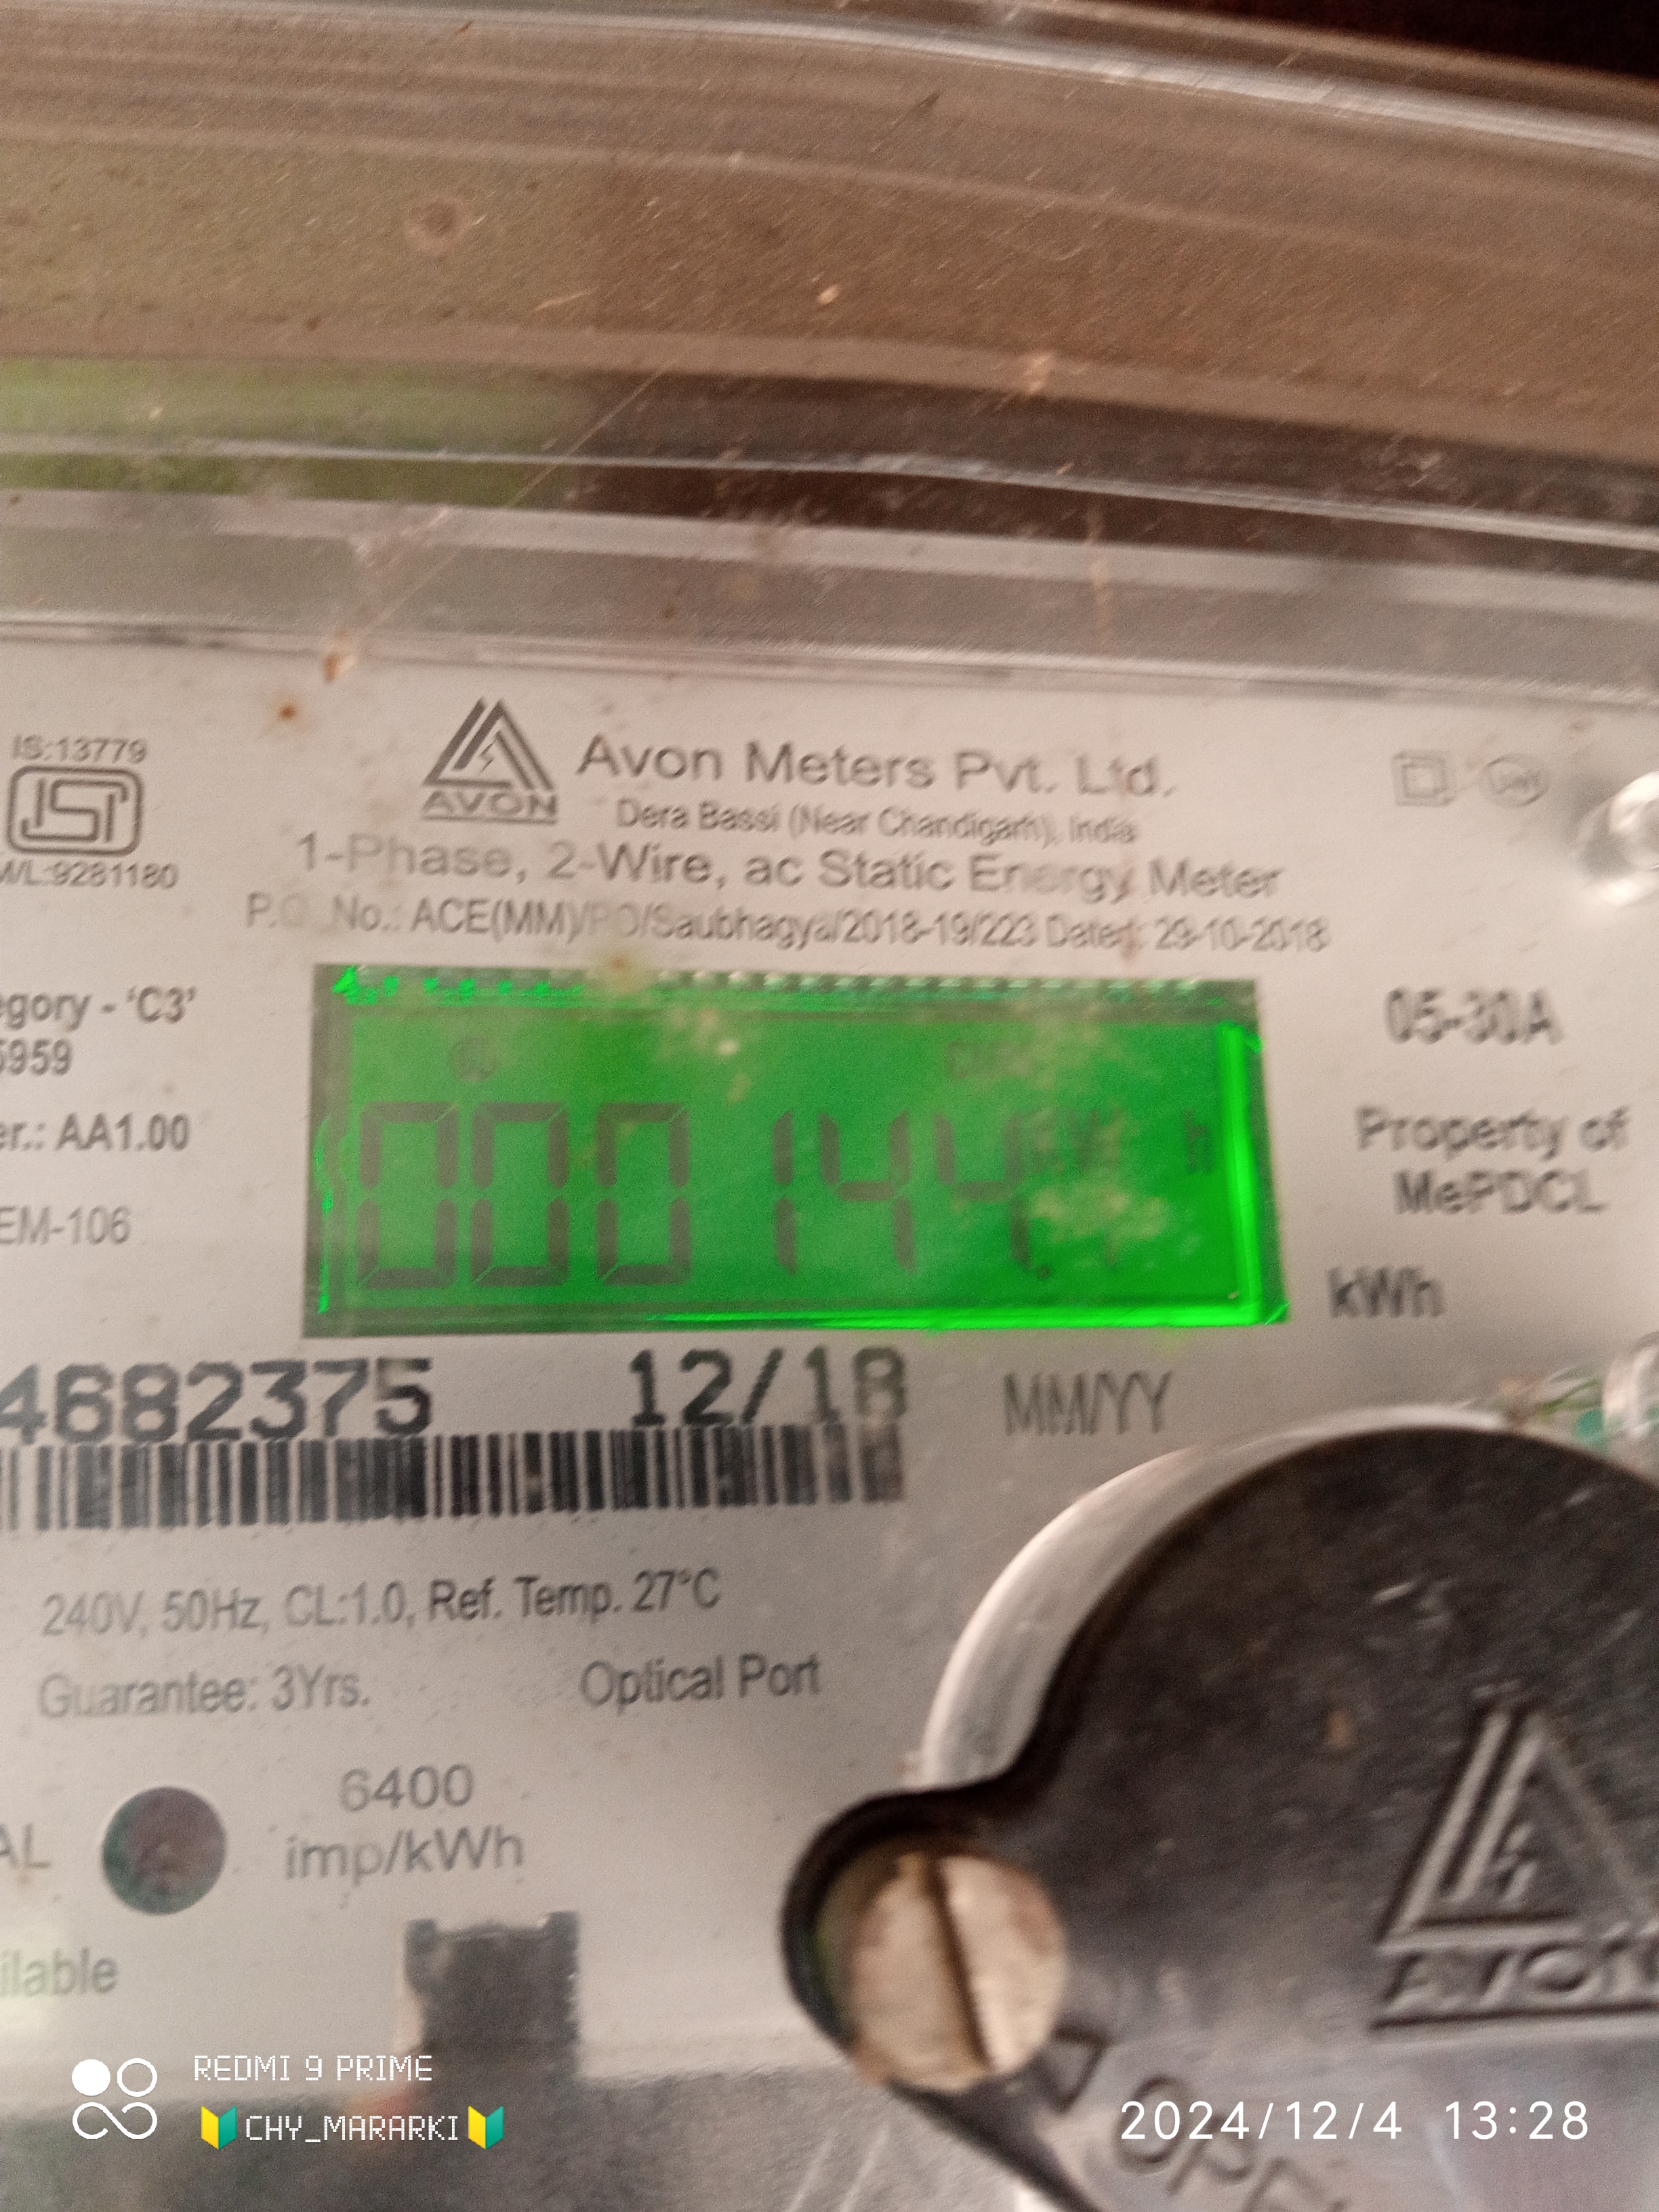 IS:13779
ISI
M/L:9281180
AVON
Avon Meters Pvt. Ltd.
Dera Bassi (Near Chandigarh), India
1-Phase, 2-Wire, ac Static Energy Meter
P.O. No.: ACE(MM)/PO/Saubhagya/2018-19/223 Dated: 29-10-2018
egory - 'C3'
5959
er.: AA1.00
EM-106
05-30A
Property of
MePDCL
kWh
000144.
h
4682375 12/18 MM/YY
240V, 50Hz, CL:1.0, Ref. Temp. 27°C
Guarantee: 3Yrs. Optical Port
6400
imp/kWh
AL
ilable
AVON
OPE
REDMI 9 PRIME
CHY_MARARKI
2024/12/4 13:28